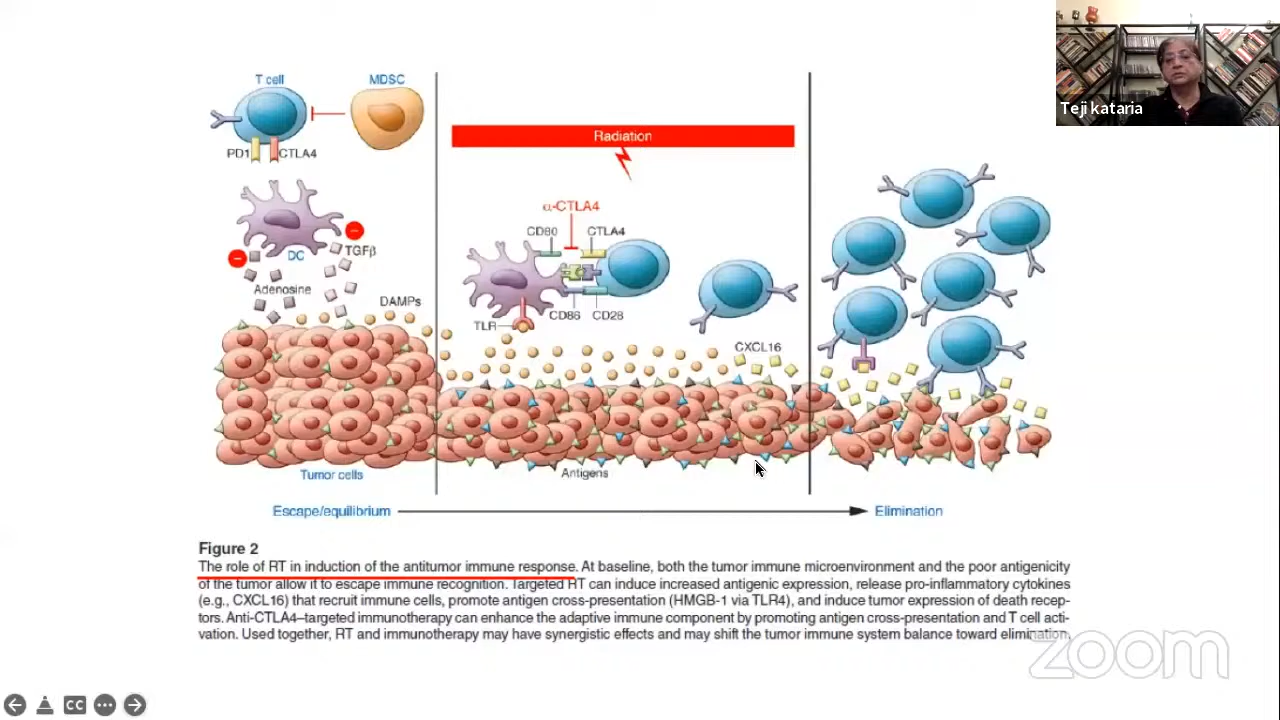 Teji kataria
T cell
MDSC
PD1
CTLA4
DC
TGFβ
Adenosine
DAMPs
Tumor cells
Radiation
α-CTLA4
CD80
CTLA4
CD86
CD28
TLR
CXCL16
Antigens
Escape/equilibrium
Elimination
Figure 2
The role of RT in induction of the antitumor immune response. At baseline, both the tumor immune microenvironment and the poor antigenicity
of the tumor allow it to escape immune recognition. Targeted RT can induce increased antigenic expression, release pro-inflammatory cytokines
(e.g., CXCL16) that recruit immune cells, promote antigen cross-presentation (HMGB-1 via TLR4), and induce tumor expression of death recep-
tors. Anti-CTLA4–targeted immunotherapy can enhance the adaptive immune component by promoting antigen cross-presentation and T cell acti-
vation. Used together, RT and immunotherapy may have synergistic effects and may shift the tumor immune system balance toward elimination.
zoom
CC